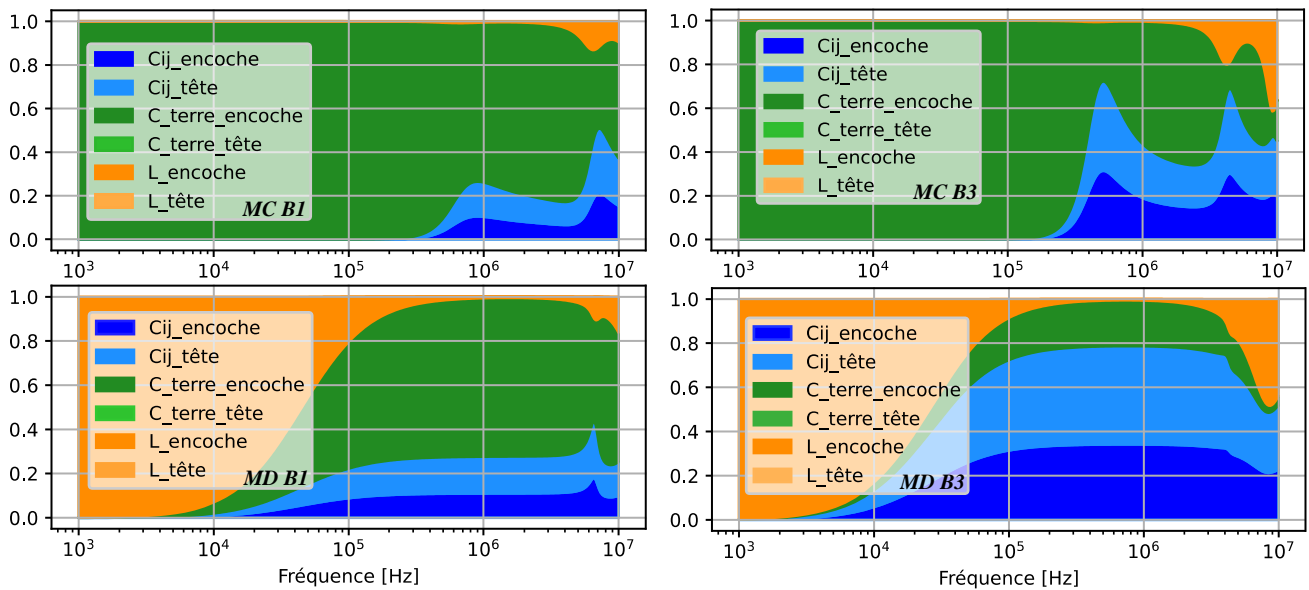 1.0
0.8
0.6
0.4
0.2
0.0
Cij_encoche
Cij_tête
C_terre_encoche
C_terre_tête
L_encoche
L_tête
MC B1
10³ 10⁴ 10⁵ 10⁶ 10⁷
1.0
0.8
0.6
0.4
0.2
0.0
Cij_encoche
Cij_tête
C_terre_encoche
C_terre_tête
L_encoche
L_tête
MC B3
10³ 10⁴ 10⁵ 10⁶ 10⁷
1.0
0.8
0.6
0.4
0.2
0.0
Cij_encoche
Cij_tête
C_terre_encoche
C_terre_tête
L_encoche
L_tête
MD B1
10³ 10⁴ 10⁵ 10⁶ 10⁷
Fréquence [Hz]
1.0
0.8
0.6
0.4
0.2
0.0
Cij_encoche
Cij_tête
C_terre_encoche
C_terre_tête
L_encoche
L_tête
MD B3
10³ 10⁴ 10⁵ 10⁶ 10⁷
Fréquence [Hz]